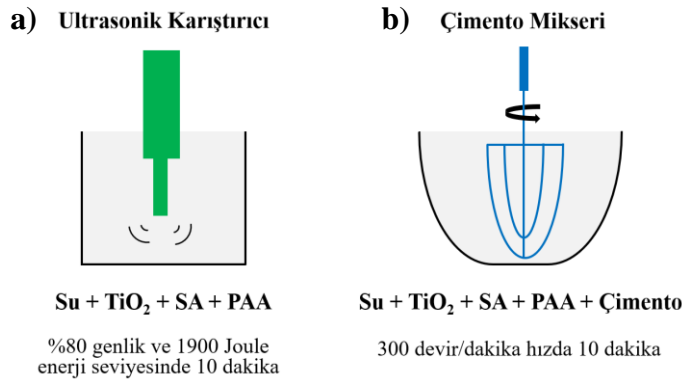 a) Ultrasonik Karıştırıcı
Su + TiO₂ + SA + PAA
%80 genlik ve 1900 Joule
enerji seviyesinde 10 dakika
b) Çimento Mikseri
Su + TiO₂ + SA + PAA + Çimento
300 devir/dakika hızda 10 dakika